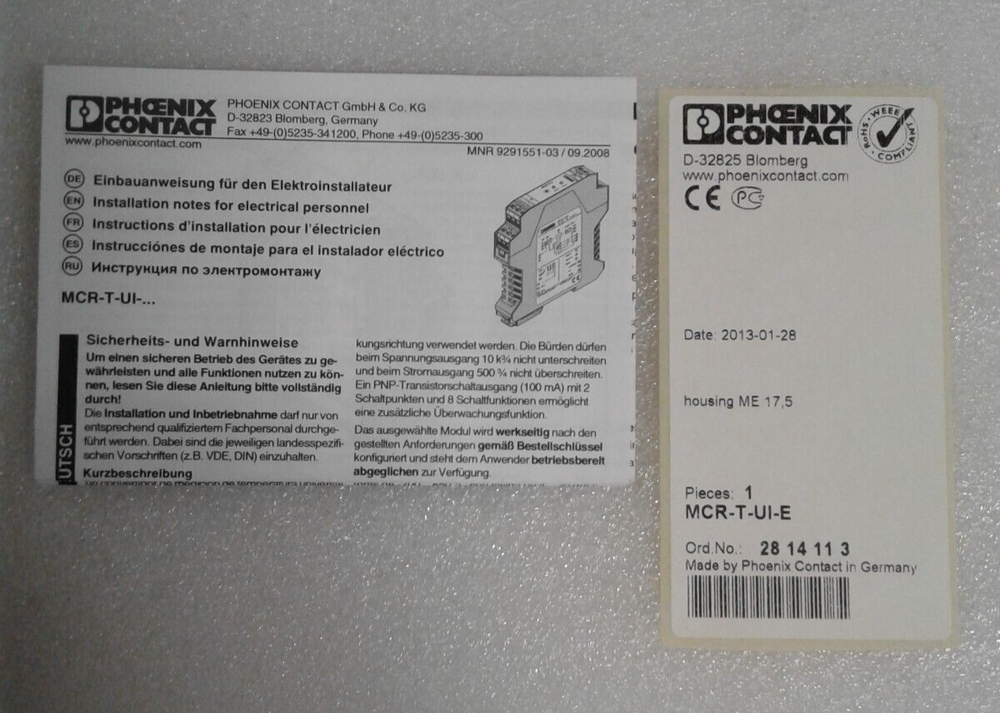 PHŒNIX CONTACT
PHOENIX CONTACT GmbH & Co. KG
D-32823 Blomberg, Germany
Fax +49-(0)5235-341200, Phone +49-(0)5235-300
www.phoenixcontact.com
MNR 9291551-03 / 09.2008
DE Einbauanweisung für den Elektroinstallateur
EN Installation notes for electrical personnel
FR Instructions d'installation pour l'électricien
ES Instrucciónes de montaje para el instalador eléctrico
RU Инструкция по электромонтажу
MCR-T-UI-...
UTSCH
Sicherheits- und Warnhinweise
Um einen sicheren Betrieb des Gerätes zu ge-
währleisten und alle Funktionen nutzen zu kön-
nen, lesen Sie diese Anleitung bitte vollständig
durch!
Die Installation und Inbetriebnahme darf nur von
entsprechend qualifiziertem Fachpersonal durchge-
führt werden. Dabei sind die jeweiligen landesspezifi-
schen Vorschriften (z.B. VDE, DIN) einzuhalten.
Kurzbeschreibung
kungsrichtung verwendet werden. Die Bürden dürfen
beim Spannungsausgang 10 k¾ nicht unterschreiten
und beim Stromausgang 500 ¾ nicht überschreiten.
Ein PNP-Transistorschaltausgang (100 mA) mit 2
Schaltpunkten und 8 Schaltfunktionen ermöglicht
eine zusätzliche Überwachungsfunktion.
Das ausgewählte Modul wird werkseitig nach den
gestellten Anforderungen gemäß Bestellschlüssel
konfiguriert und steht dem Anwender betriebsbereit
abgeglichen zur Verfügung.
PHŒNIX CONTACT
RoHS - WEEE
COMPLIANT
D-32825 Blomberg
www.phoenixcontact.com
CE
Date: 2013-01-28
housing ME 17,5
Pieces: 1
MCR-T-UI-E
Ord.No.: 28 14 11 3
Made by Phoenix Contact in Germany